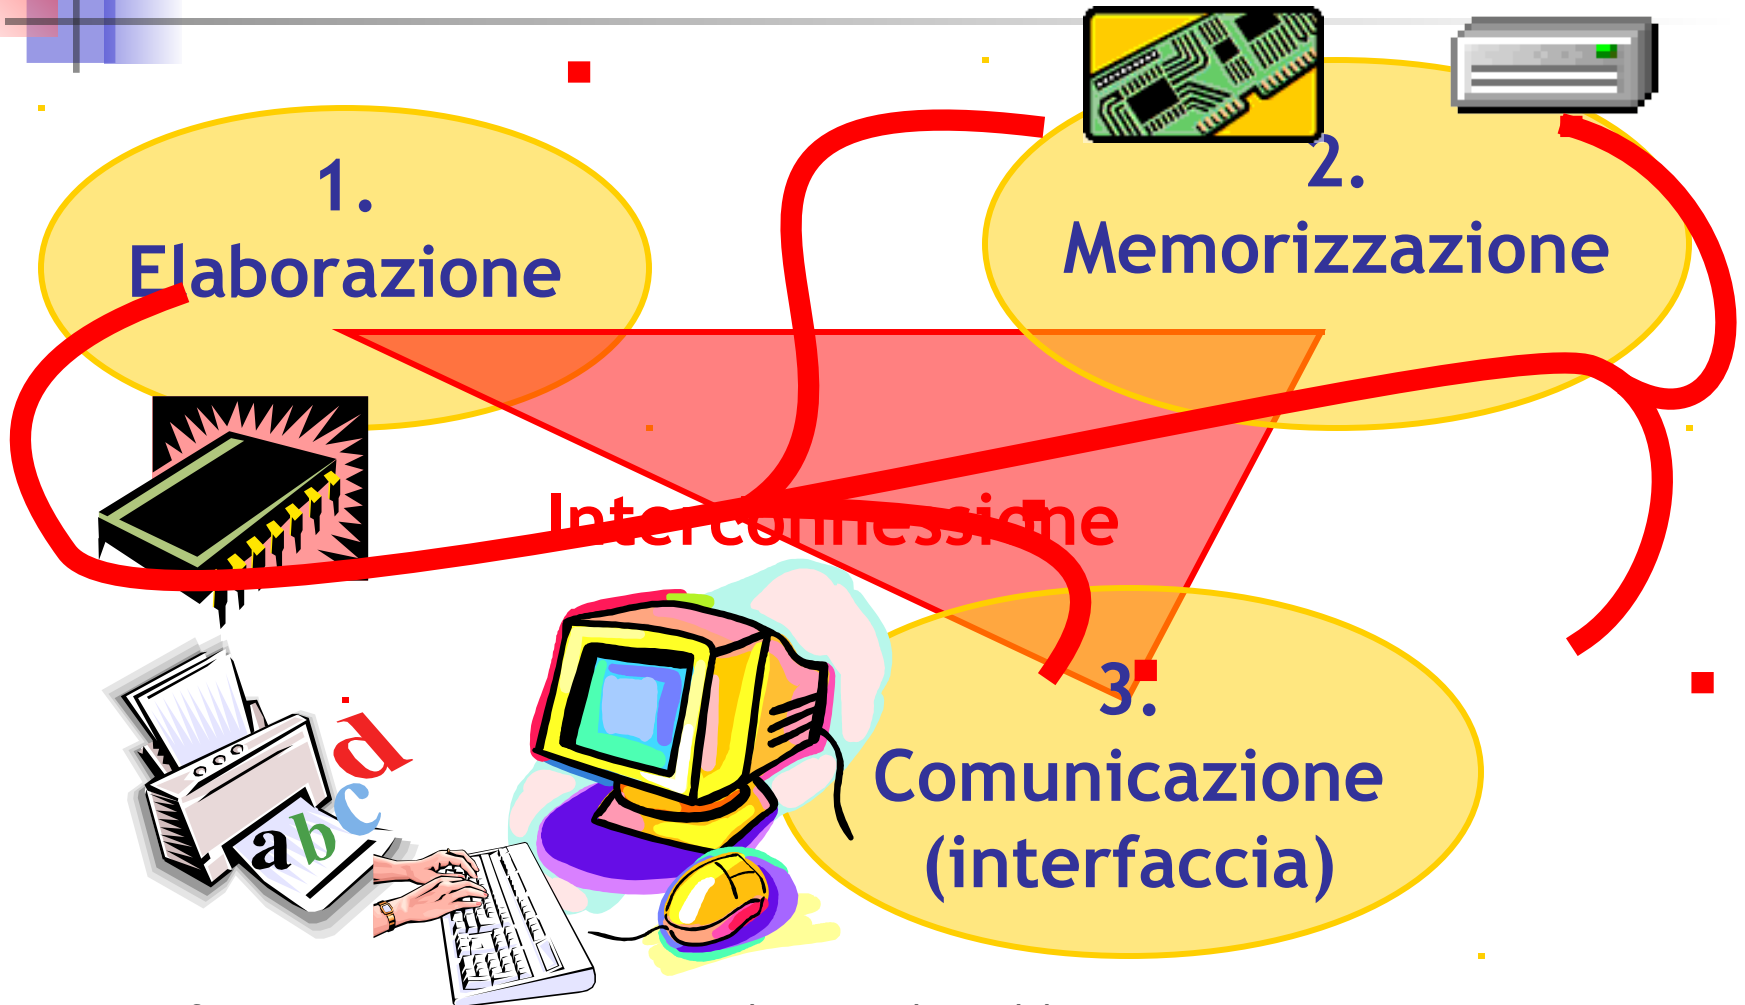 1.
Elaborazione
2.
Memorizzazione
Interconnessione
3.
Comunicazione
(interfaccia)
a b c d